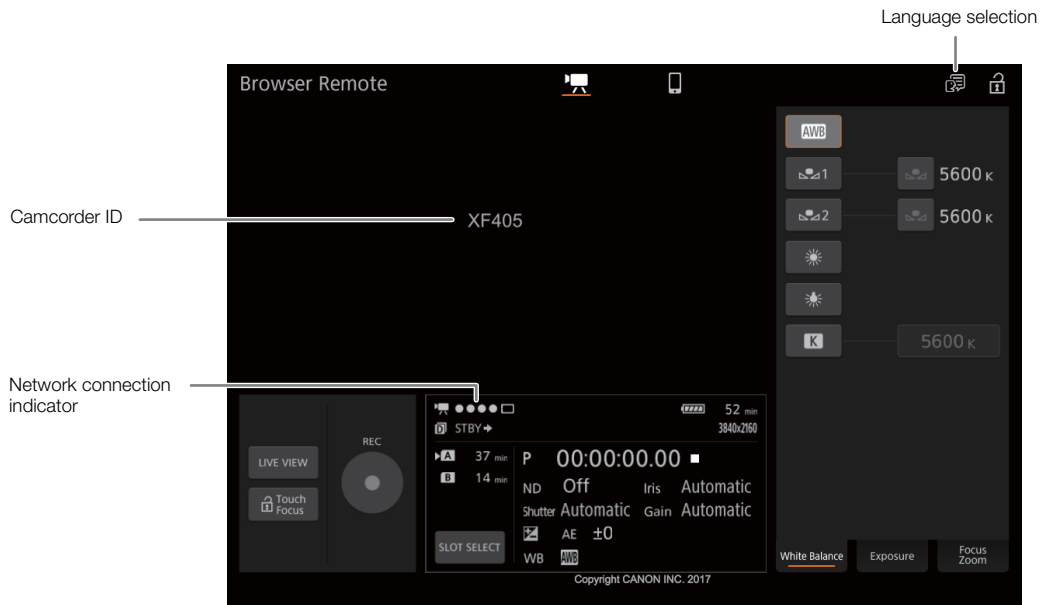 Language selection
Browser Remote
AWB
1 5600 K
Camcorder ID
XF405
2 5600 K
K 5600 K
Network connection
indicator
52 min
D STBY
3840x2160
REC
LIVE VIEW
Touch
Focus
A 37 min
B 14 min
SLOT SELECT
P 00:00:00.00
ND Off Iris Automatic
Shutter Automatic Gain Automatic
AE ±0
WB AWB
White Balance
Exposure
Focus
Zoom
Copyright CANON INC. 2017